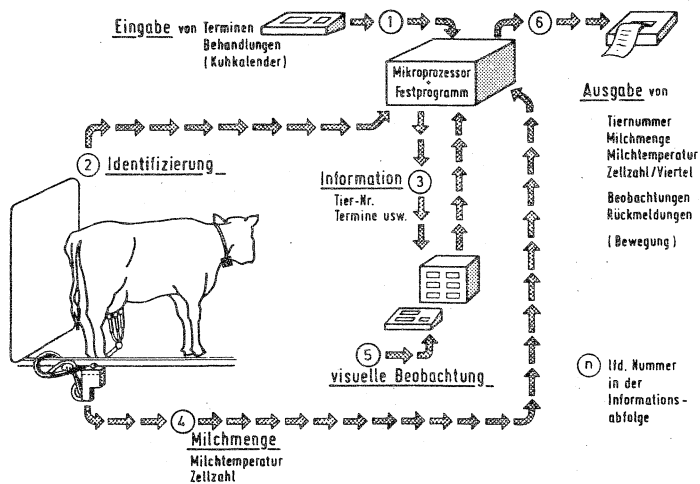 Eingabe von Terminen
Behandlungen
(Kuhkalender)
1
6
Mikroprozessor
+
Festprogramm
Ausgabe von
Tiernummer
Milchmenge
Milchtemperatur
Zellzahl/Viertel
Beobachtungen
Rückmeldungen
(Bewegung)
2 Identifizierung
Information 3
Tier-Nr.
Termine usw.
5
visuelle Beobachtung
n lfd. Nummer
in der
Informations-
abfolge
4
Milchmenge
Milchtemperatur
Zellzahl